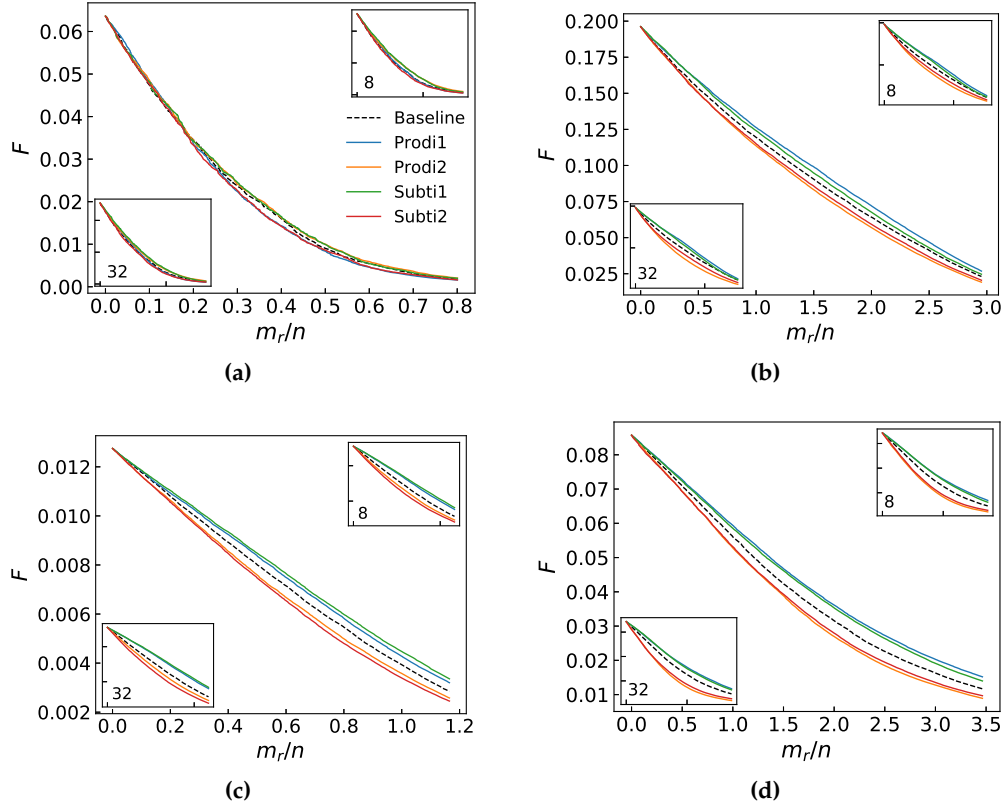 0.06
0.05
0.04
0.03
0.02
0.01
0.00
F
8
Baseline
Prodi1
Prodi2
Subti1
Subti2
32
0.0 0.1 0.2 0.3 0.4 0.5 0.6 0.7 0.8
m_r/n
(a)
0.200
0.175
0.150
0.125
0.100
0.075
0.050
0.025
F
8
32
0.0 0.5 1.0 1.5 2.0 2.5 3.0
m_r/n
(b)
0.012
0.010
0.008
0.006
0.004
0.002
F
8
32
0.0 0.2 0.4 0.6 0.8 1.0 1.2
m_r/n
(c)
0.08
0.07
0.06
0.05
0.04
0.03
0.02
0.01
F
8
32
0.0 0.5 1.0 1.5 2.0 2.5 3.0 3.5
m_r/n
(d)